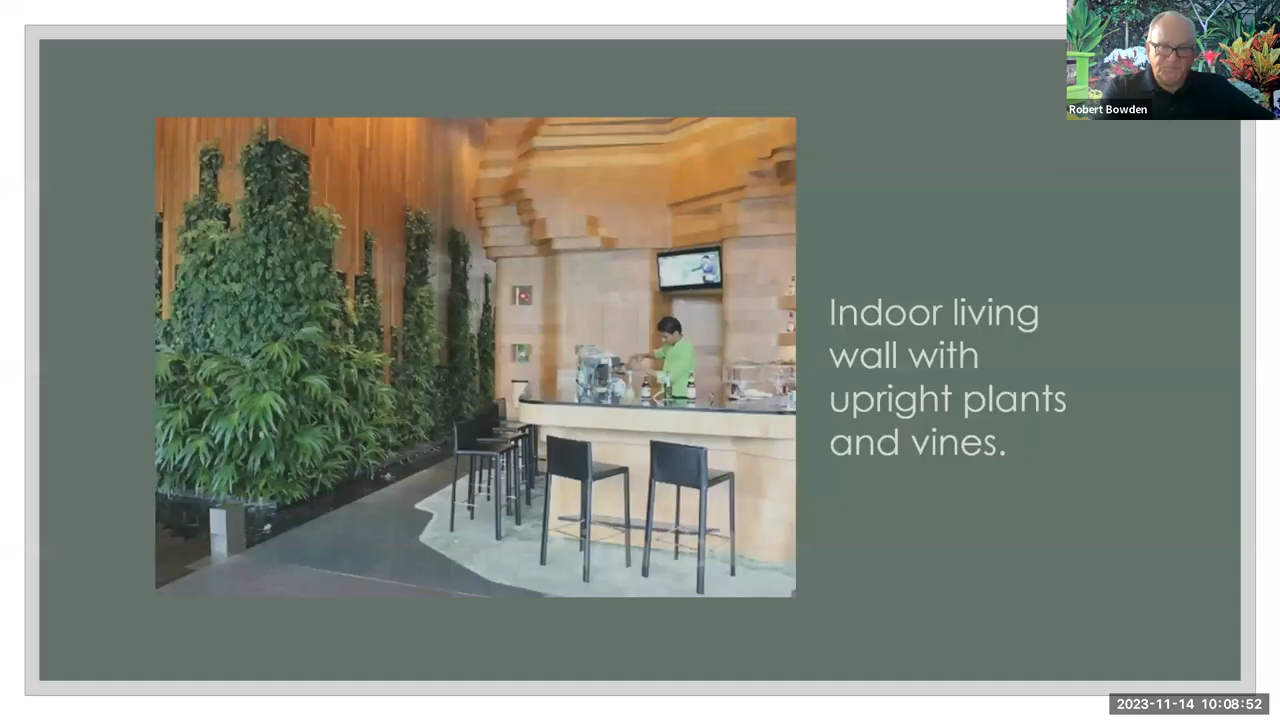 Robert Bowden
Indoor living
wall with
upright plants
and vines.
2023-11-14 10:08:52